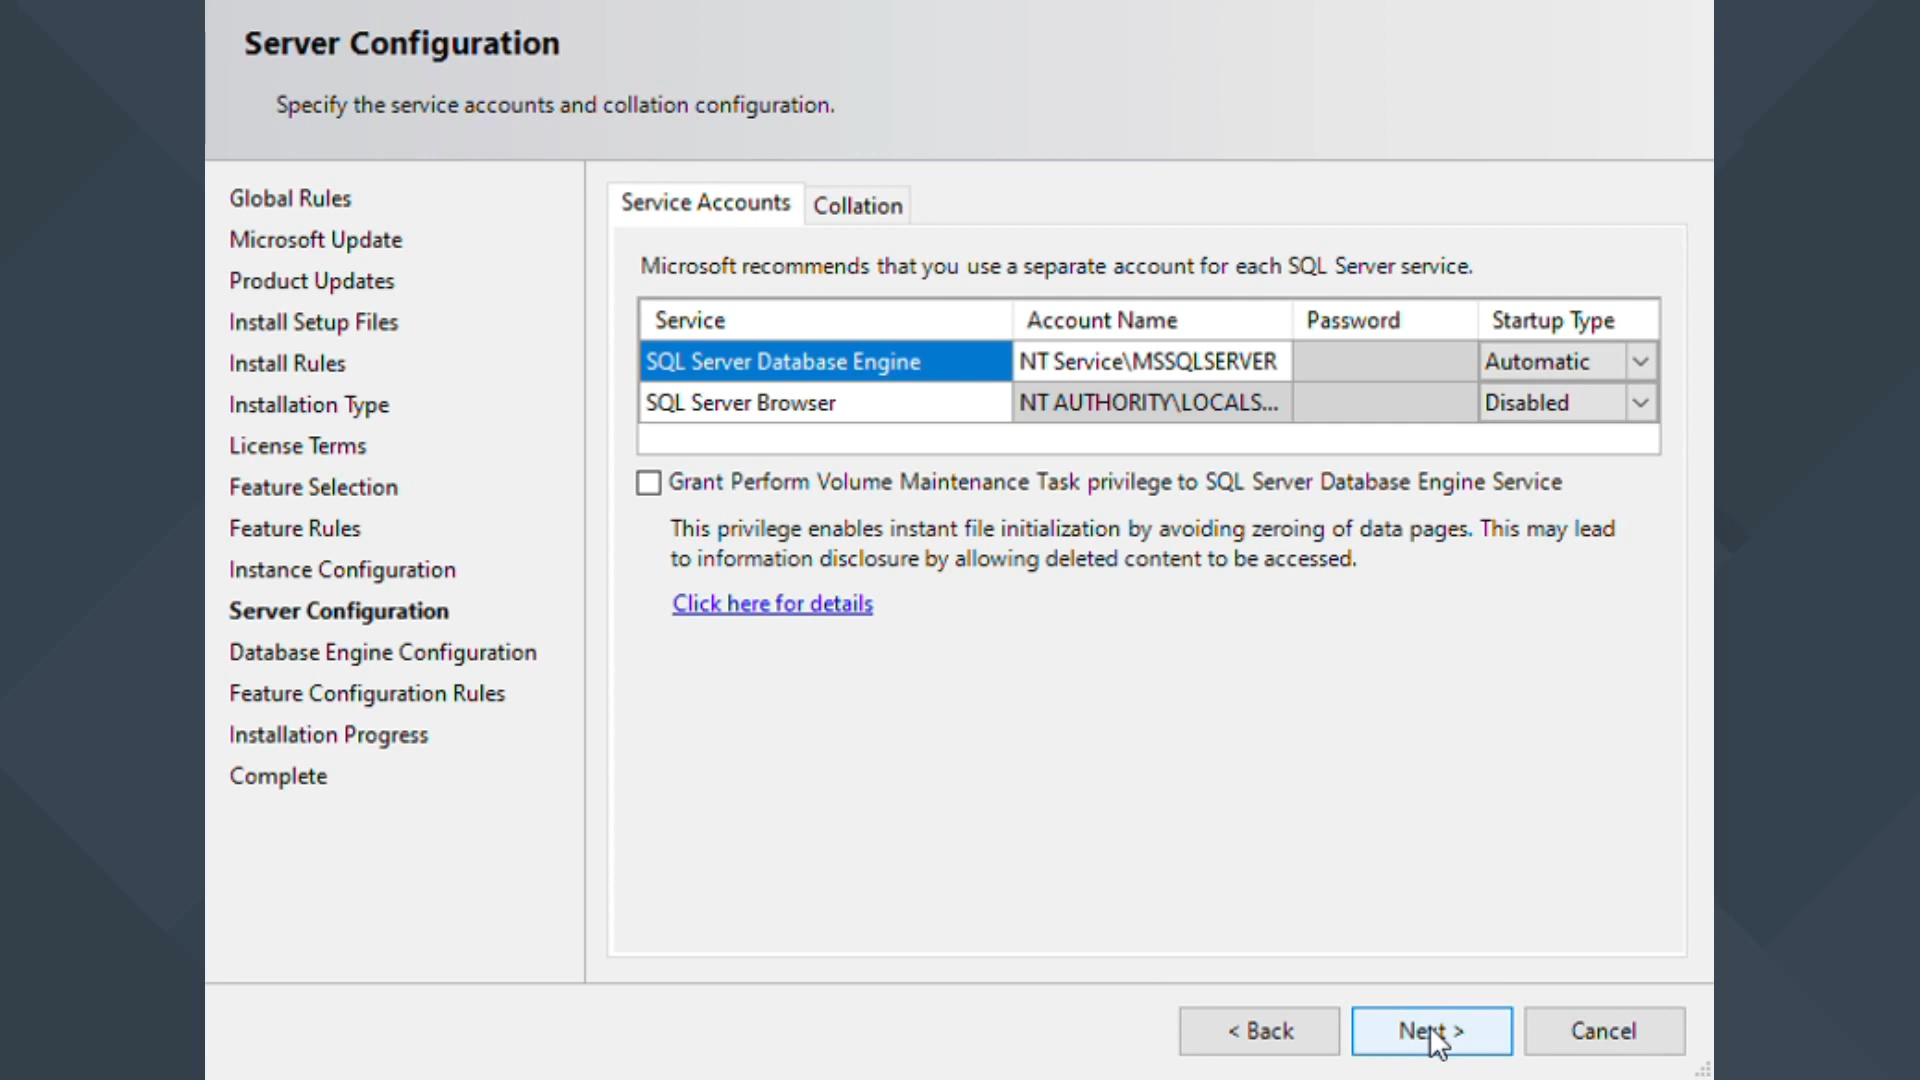 Server Configuration
Specify the service accounts and collation configuration.
Global Rules
Microsoft Update
Product Updates
Install Setup Files
Install Rules
Installation Type
License Terms
Feature Selection
Feature Rules
Instance Configuration
Server Configuration
Database Engine Configuration
Feature Configuration Rules
Installation Progress
Complete
Service Accounts Collation
Microsoft recommends that you use a separate account for each SQL Server service.
Service Account Name Password Startup Type
SQL Server Database Engine NT Service\MSSQLSERVER Automatic
SQL Server Browser NT AUTHORITY\LOCALS... Disabled
Grant Perform Volume Maintenance Task privilege to SQL Server Database Engine Service
This privilege enables instant file initialization by avoiding zeroing of data pages. This may lead
to information disclosure by allowing deleted content to be accessed.
Click here for details
< Back Next > Cancel